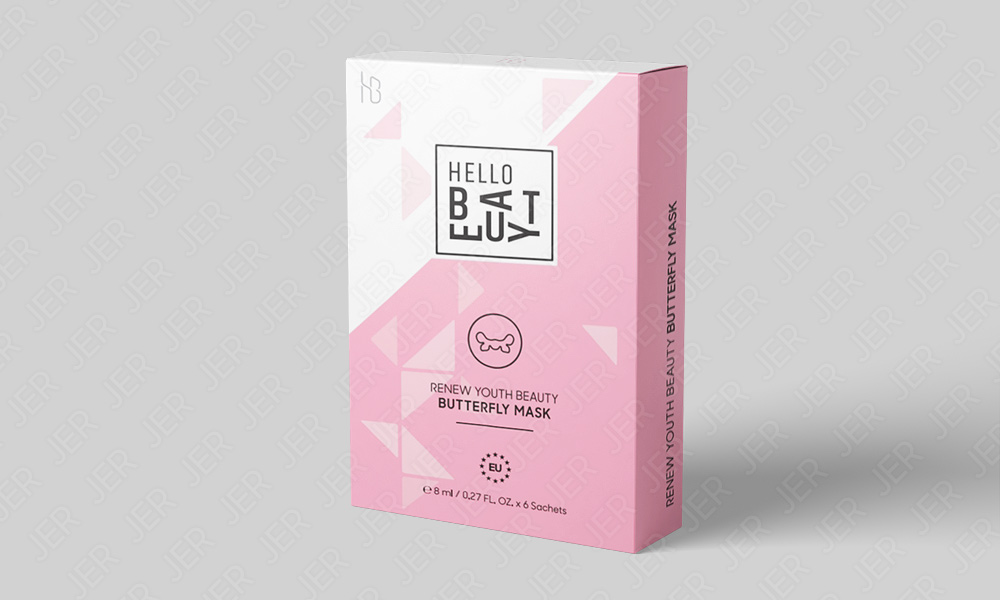 HB
HELLO
BEAUTY
RENEW YOUTH BEAUTY
BUTTERFLY MASK
EU
℮ 8 ml / 0.27 FL. OZ. x 6 Sachets
RENEW YOUTH BEAUTY BUTTERFLY MASK
JER